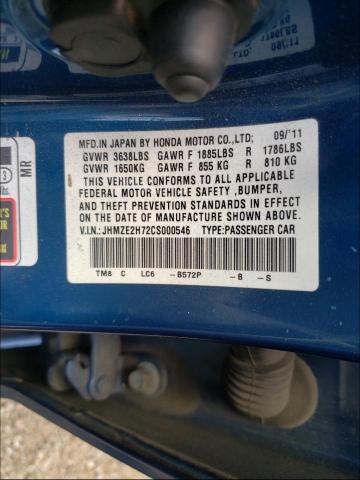 MFD.IN JAPAN BY HONDA MOTOR CO.,LTD. 09/'11
GVWR 3638LBS GAWR F 1885LBS R 1786LBS
GVWR 1650KG GAWR F 855 KG R 810 KG
THIS VEHICLE CONFORMS TO ALL APPLICABLE
FEDERAL MOTOR VEHICLE SAFETY ,BUMPER,
AND THEFT PREVENTION STANDARDS IN EFFECT
ON THE DATE OF MANUFACTURE SHOWN ABOVE.
V.I.N.:JHMZE2H72CS000546 TYPE:PASSENGER CAR
TM8 C LC6 -B572P -B -S
3
MR